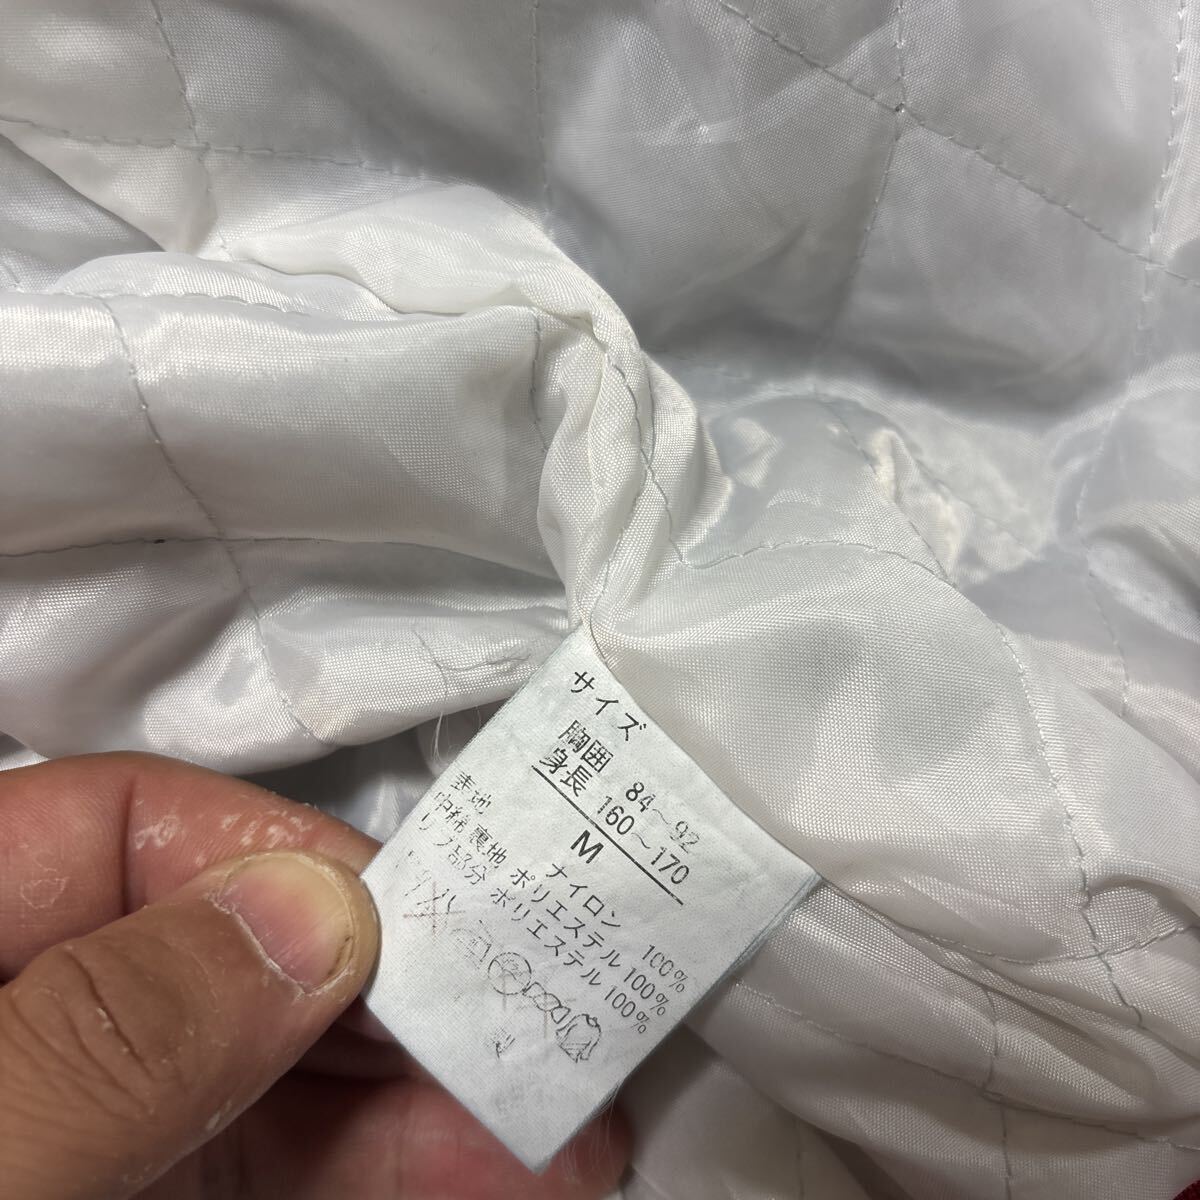 サイズ
胸囲 84～92
身長 160～170
M
表地 ナイロン 100%
中綿 裏地 ポリエステル 100%
リブ部分 ポリエステル 100%